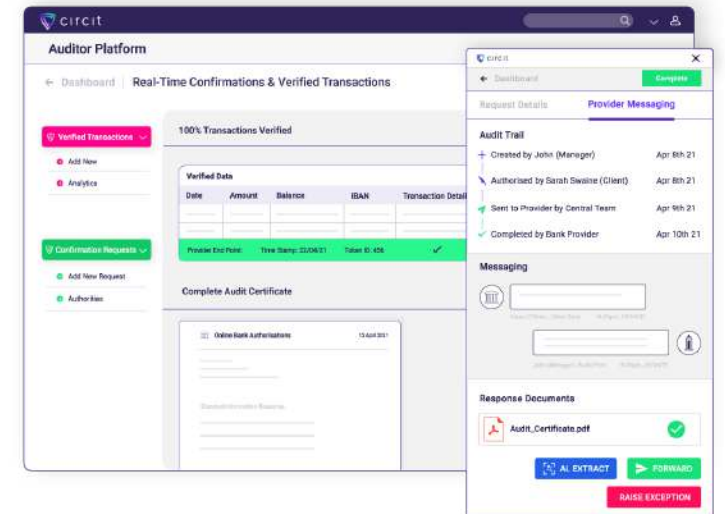 circit
Auditor Platform
← Dashboard | Real-Time Confirmations & Verified Transactions
Verified Transactions
Add New
Analytics
Confirmation Requests
Add New Request
Authorities
100% Transactions Verified
Verified Data
Date Amount Balance IBAN Transaction Detail
Provider End Point: Time Stamp: 22/04/21 Token ID: 456
Complete Audit Certificate
Online Bank Authorisations 13 April 2021
circit
← Dashboard Complete
Request Details Provider Messaging
Audit Trail
Created by John (Manager) Apr 8th 21
Authorised by Sarah Swaine (Client) Apr 8th 21
Sent to Provider by Central Team Apr 9th 21
Completed by Bank Provider Apr 10th 21
Messaging
Response Documents
Audit_Certificate.pdf
AL EXTRACT
FORWARD
RAISE EXCEPTION